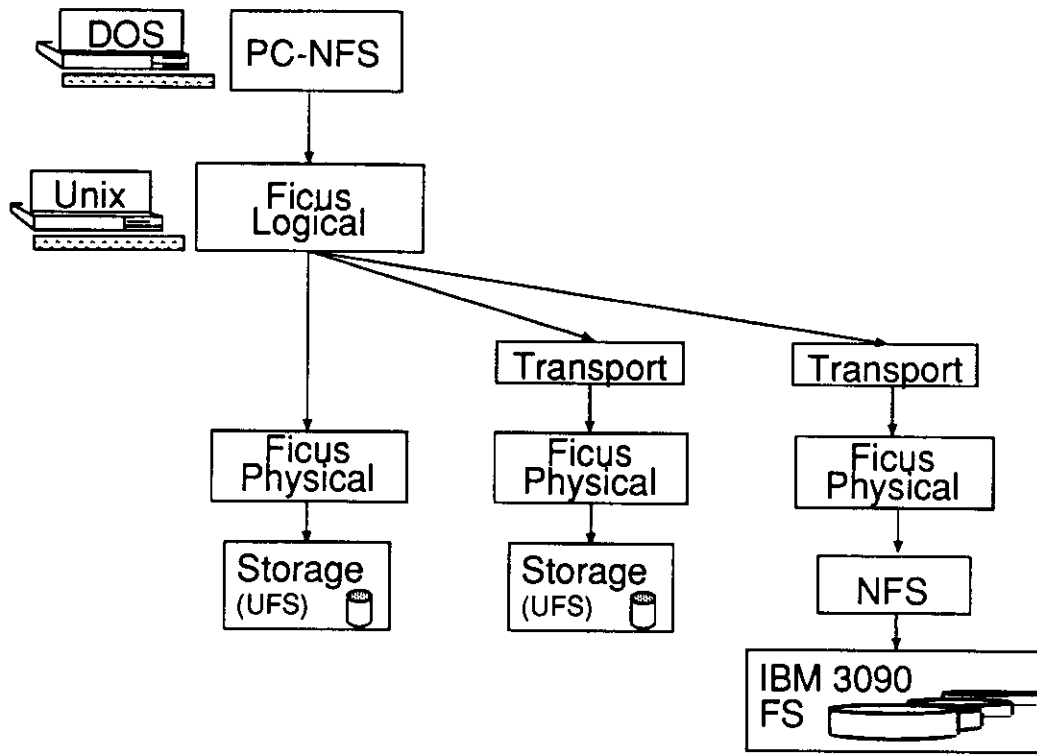 DOS
PC-NFS
Unix
Ficus
Logical
Transport
Transport
Ficus
Physical
Ficus
Physical
Ficus
Physical
Storage
(UFS)
Storage
(UFS)
NFS
IBM 3090
FS